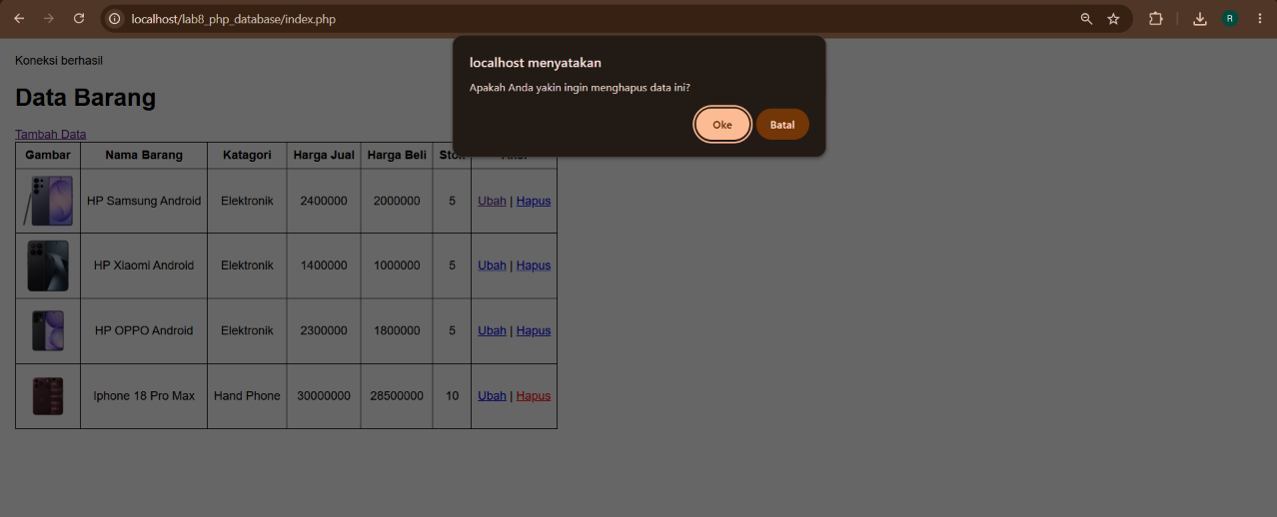 localhost/lab8_php_database/index.php
R
localhost menyatakan
Apakah Anda yakin ingin menghapus data ini?
Oke Batal
Koneksi berhasil
Data Barang
Tambah Data
Gambar Nama Barang Katagori Harga Jual Harga Beli
HP Samsung Android Elektronik 2400000 2000000 5 Ubah | Hapus
HP Xiaomi Android Elektronik 1400000 1000000 5 Ubah | Hapus
HP OPPO Android Elektronik 2300000 1800000 5 Ubah | Hapus
Iphone 18 Pro Max Hand Phone 30000000 28500000 10 Ubah | Hapus